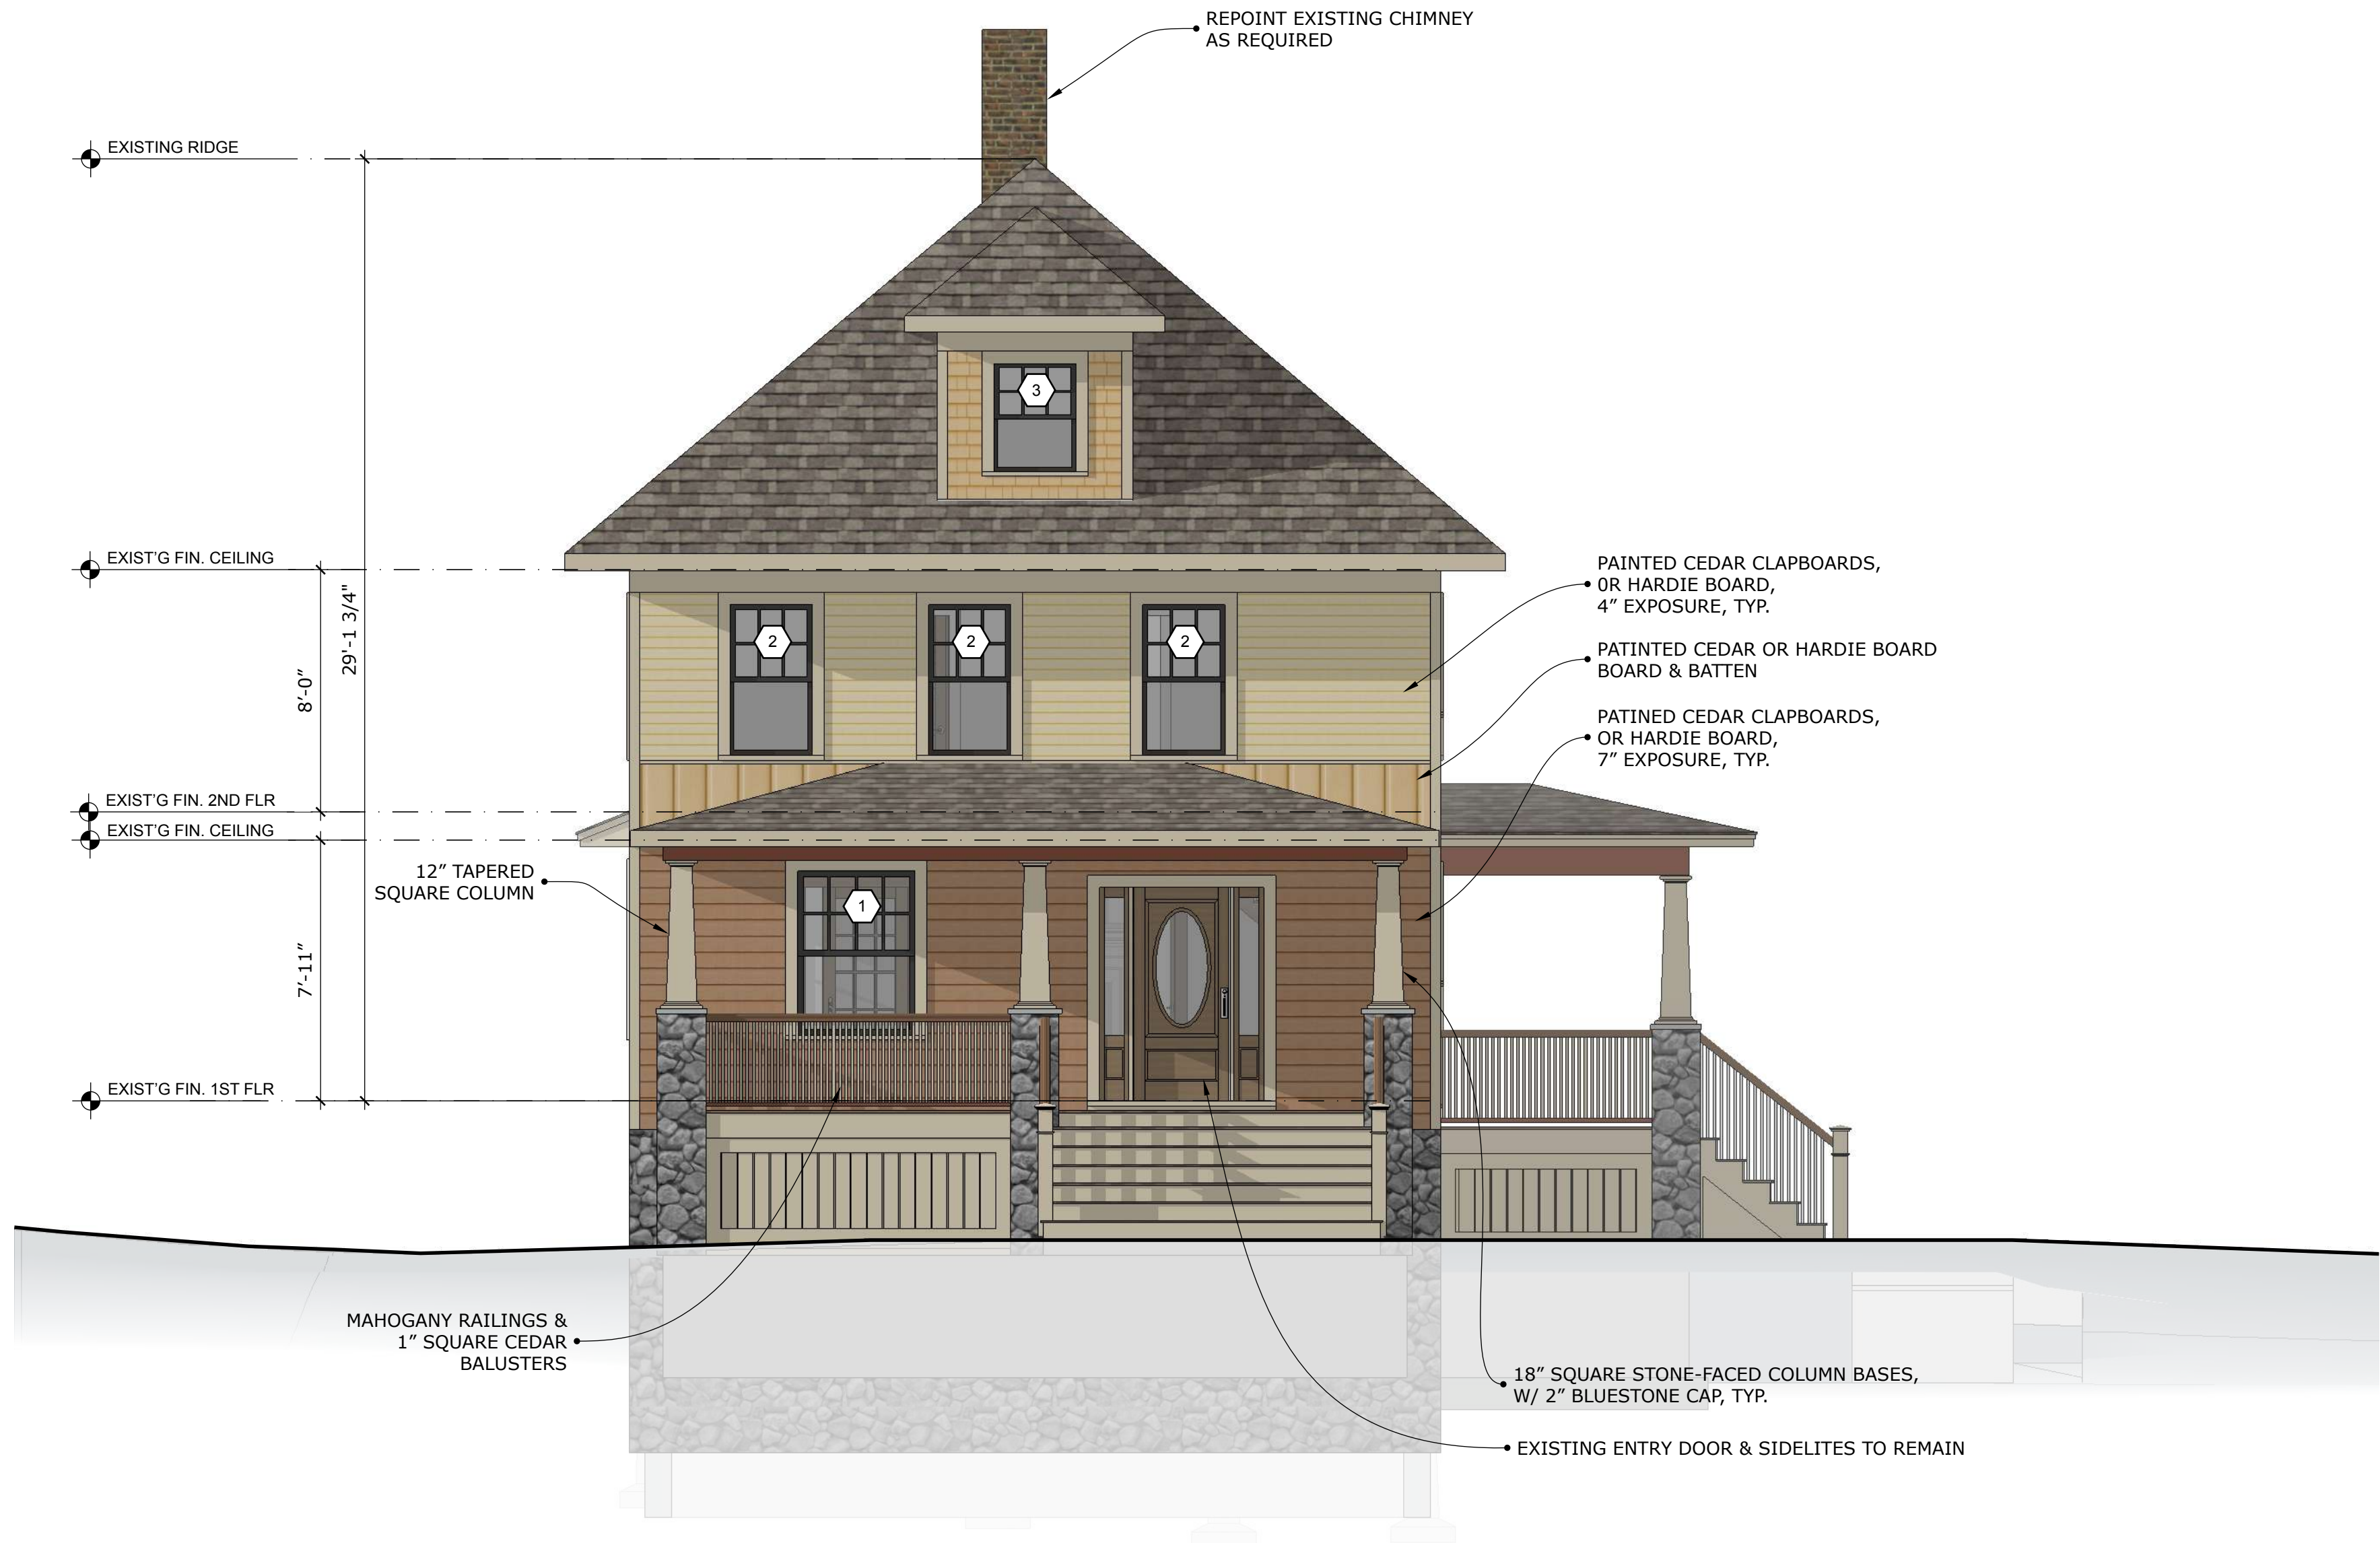 REPOINT EXISTING CHIMNEY
AS REQUIRED
EXISTING RIDGE
3
EXIST'G FIN. CEILING
29'-1 3/4"
8′-0″
2
2
2
PAINTED CEDAR CLAPBOARDS,
0R HARDIE BOARD,
4″ EXPOSURE, TYP.
PATINTED CEDAR OR HARDIE BOARD
BOARD & BATTEN
PATINED CEDAR CLAPBOARDS,
OR HARDIE BOARD,
7″ EXPOSURE, TYP.
EXIST'G FIN. 2ND FLR
EXIST'G FIN. CEILING
12″ TAPERED
SQUARE COLUMN
1
7′-11″
EXIST'G FIN. 1ST FLR
MAHOGANY RAILINGS &
1″ SQUARE CEDAR
BALUSTERS
18″ SQUARE STONE-FACED COLUMN BASES,
W/ 2″ BLUESTONE CAP, TYP.
EXISTING ENTRY DOOR & SIDELITES TO REMAIN